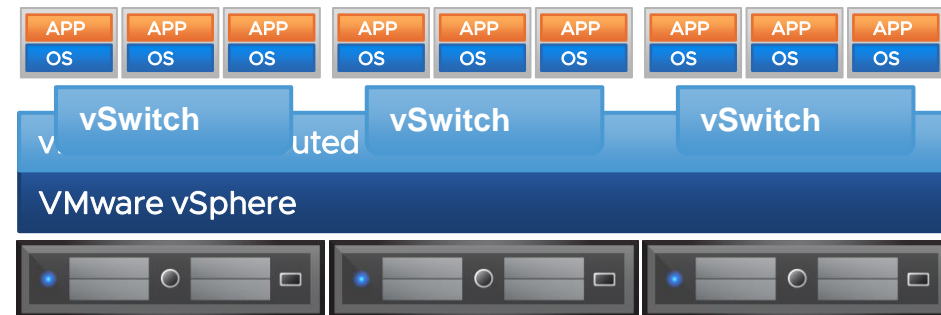 APP APP APP APP APP APP APP APP APP
OS OS OS OS OS OS OS OS OS
vSwitch vSwitch vSwitch
uted
VMware vSphere